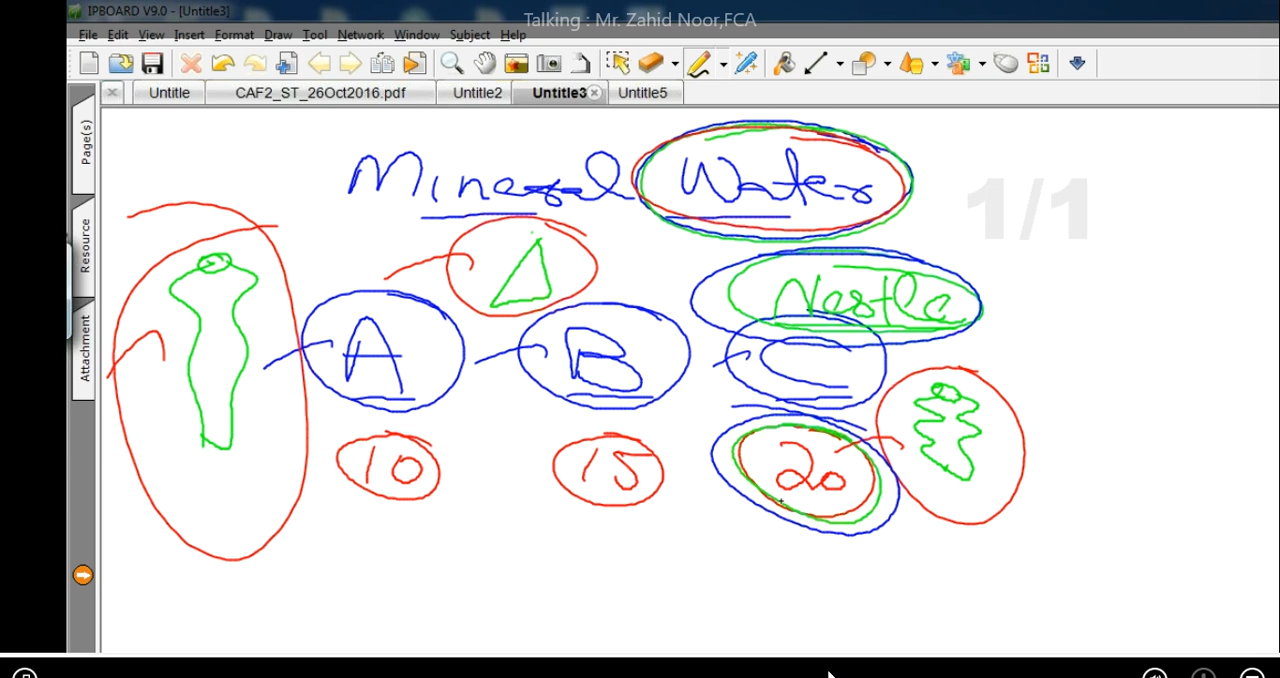 IPBOARD V9.0 - [Untitle3]
Talking : Mr. Zahid Noor,FCA
File Edit View Insert Format Draw Tool Network Window Subject Help
Untitle CAF2_ST_26Oct2016.pdf Untitle2 Untitle3 Untitle5
Page(s)
Resource
Attachment
Mineral Water
1/1
Nestle
A B C
10 15 20